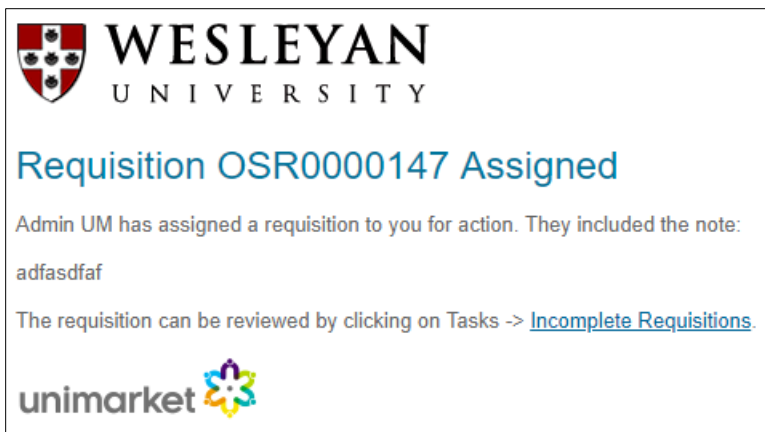 WESLEYAN
UNIVERSITY
Requisition OSR0000147 Assigned
Admin UM has assigned a requisition to you for action. They included the note:
adfasdfaf
The requisition can be reviewed by clicking on Tasks -> Incomplete Requisitions.
unimarket